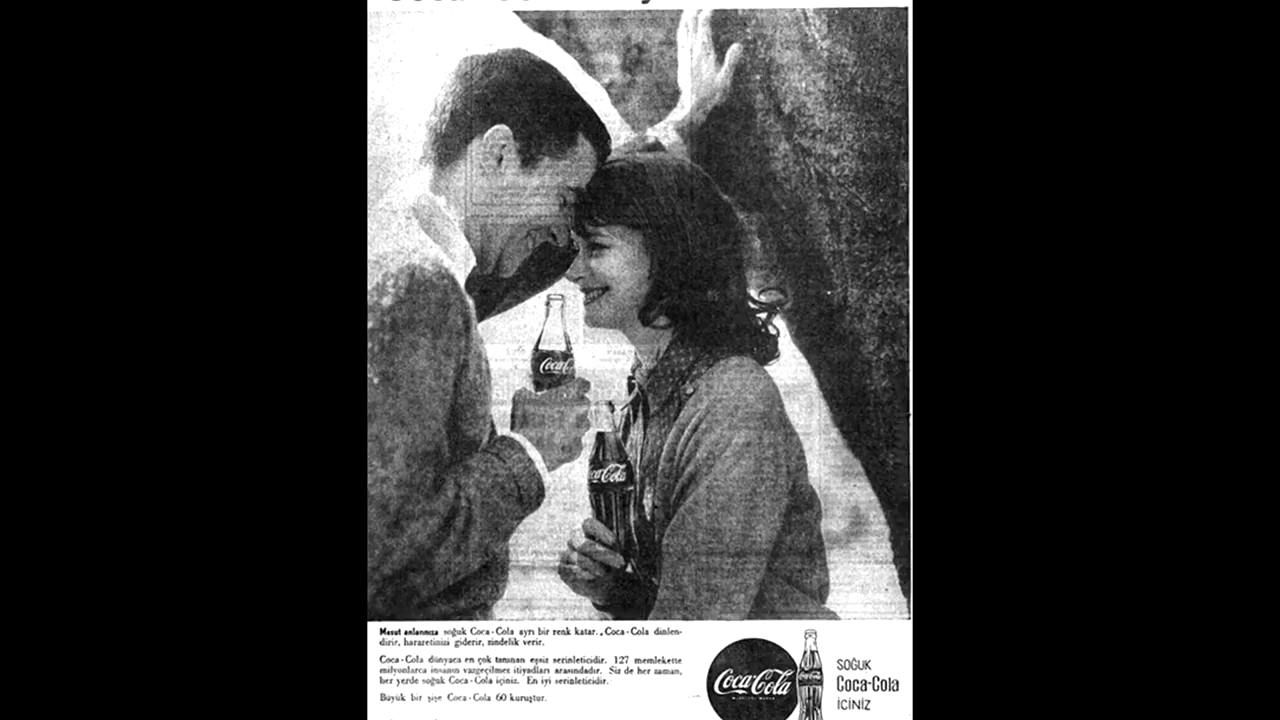 Coca
Coca-Cola
Mesut anlarınıza soğuk Coca-Cola ayrı bir renk katar. Coca-Cola dinlen-
dirir, hararetinizi giderir, zindelik verir.
Coca-Cola dünyaca en çok tanınan eşsiz serinleticidir. 127 memlekette
milyonlarca insanın vazgeçilmez itiyadları arasındadır. Siz de her zaman,
her yerde soğuk Coca-Cola içiniz. En iyi serinleticidir.
Büyük bir şişe Coca-Cola 60 kuruştur.
Coca-Cola
SOĞUK
Coca-Cola
İÇİNİZ